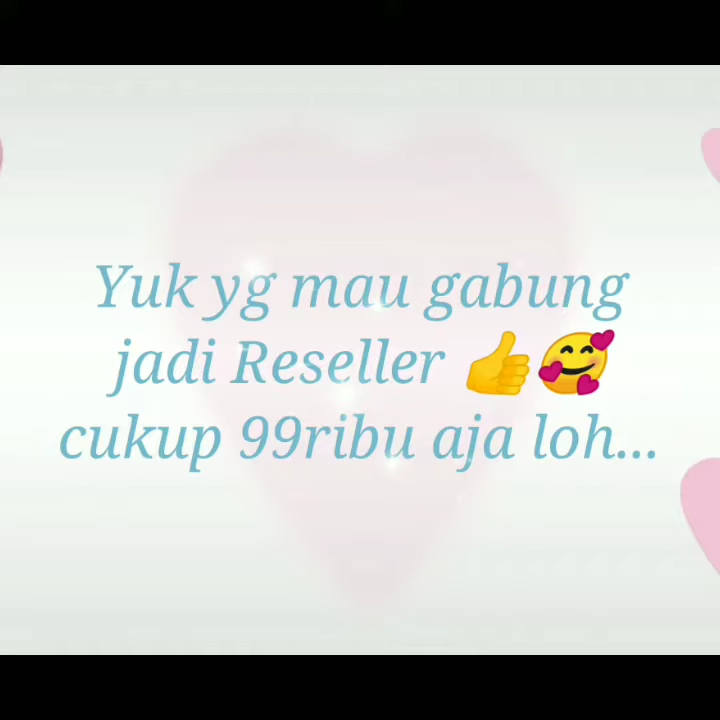 Yuk yg mau gabung
jadi Reseller 👍🥰
cukup 99ribu aja loh...